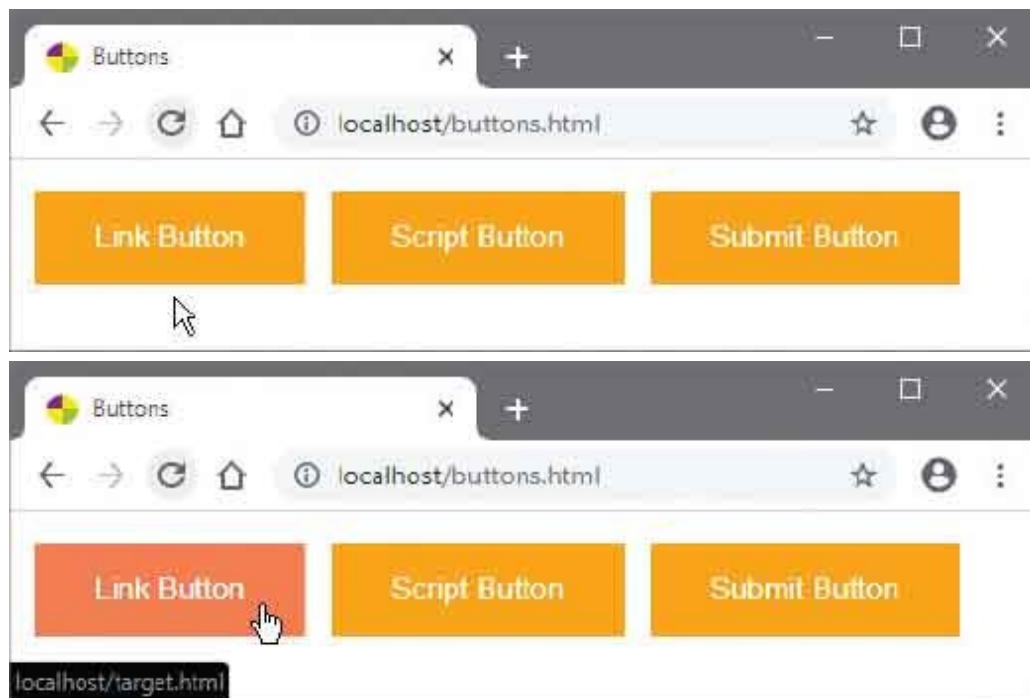 Buttons
localhost/buttons.html
Link Button Script Button Submit Button
Buttons
localhost/buttons.html
Link Button Script Button Submit Button
localhost/target.html